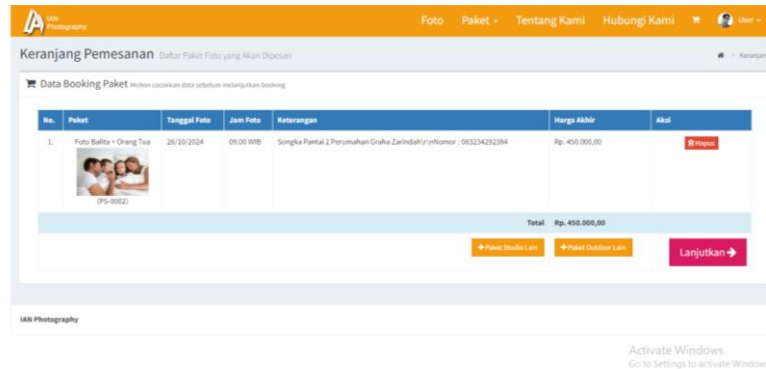 IAN
Photography
Foto Paket Tentang Kami Hubungi Kami User
Keranjang Pemesanan Daftar Paket Foto yang Akan Dipesan
Keranjan
Data Booking Paket Mohon cocokkan data sebelum melanjutkan booking
No. Paket Tanggal Foto Jam Foto Keterangan Harga Akhir Aksi
1. Foto Balita + Orang Tua 26/10/2024 09:00 WIB Songka Pantai 2 Perumahan Graha Zarindah\r\nNomor : 083234292384 Rp. 450.000,00 Hapus
(PS-0002)
Total Rp. 450.000,00
+Paket Studio Lain +Paket Outdoor Lain Lanjutkan
IAN Photography
Activate Windows
Go to Settings to activate Window